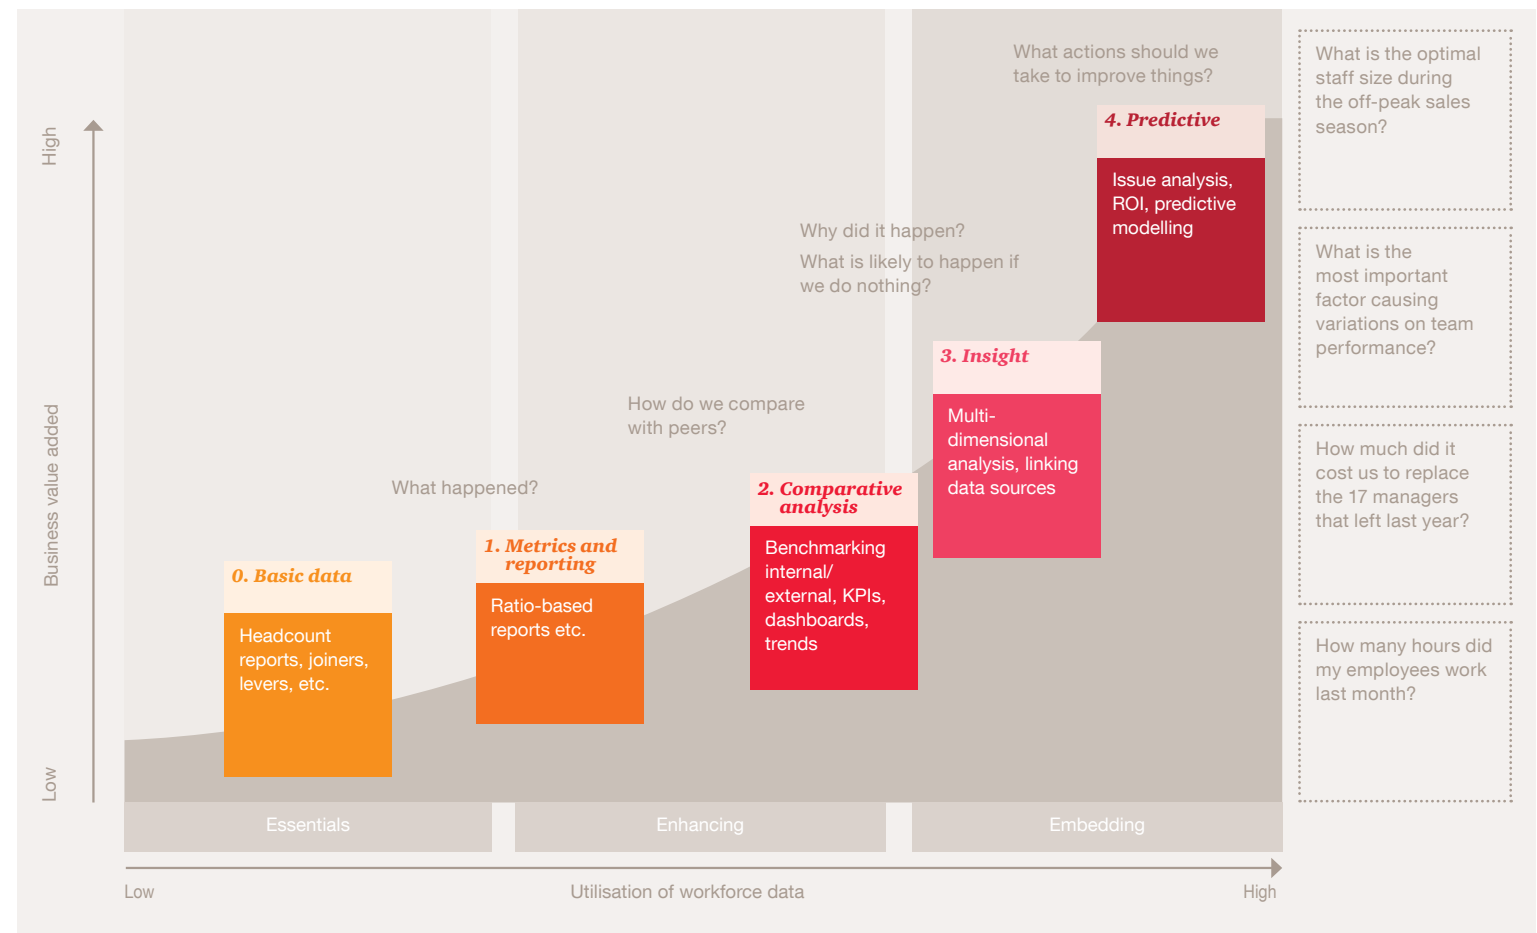 What actions should we
take to improve things?
4. Predictive
Issue analysis,
ROI, predictive
modelling
Why did it happen?
What is likely to happen if
we do nothing?
3. Insight
Multi-
dimensional
analysis, linking
data sources
How do we compare
with peers?
2. Comparative
analysis
Benchmarking
internal/
external, KPIs,
dashboards,
trends
What happened?
1. Metrics and
reporting
Ratio-based
reports etc.
0. Basic data
Headcount
reports, joiners,
levers, etc.
High
Business value added
Low
Essentials
Enhancing
Embedding
Low
Utilisation of workforce data
High
What is the optimal
staff size during
the off-peak sales
season?
What is the
most important
factor causing
variations on team
performance?
How much did it
cost us to replace
the 17 managers
that left last year?
How many hours did
my employees work
last month?